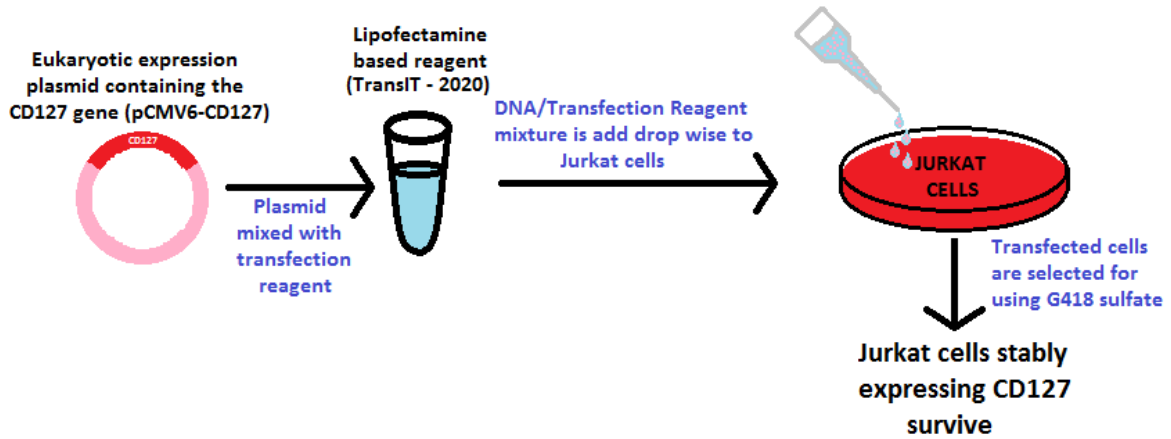 Eukaryotic expression
plasmid containing the
CD127 gene (pCMV6-CD127)
CD127
Plasmid
mixed with
transfection
reagent
Lipofectamine
based reagent
(TransIT - 2020)
DNA/Transfection Reagent
mixture is add drop wise to
Jurkat cells
JURKAT
CELLS
Transfected cells
are selected for
using G418 sulfate
Jurkat cells stably
expressing CD127
survive